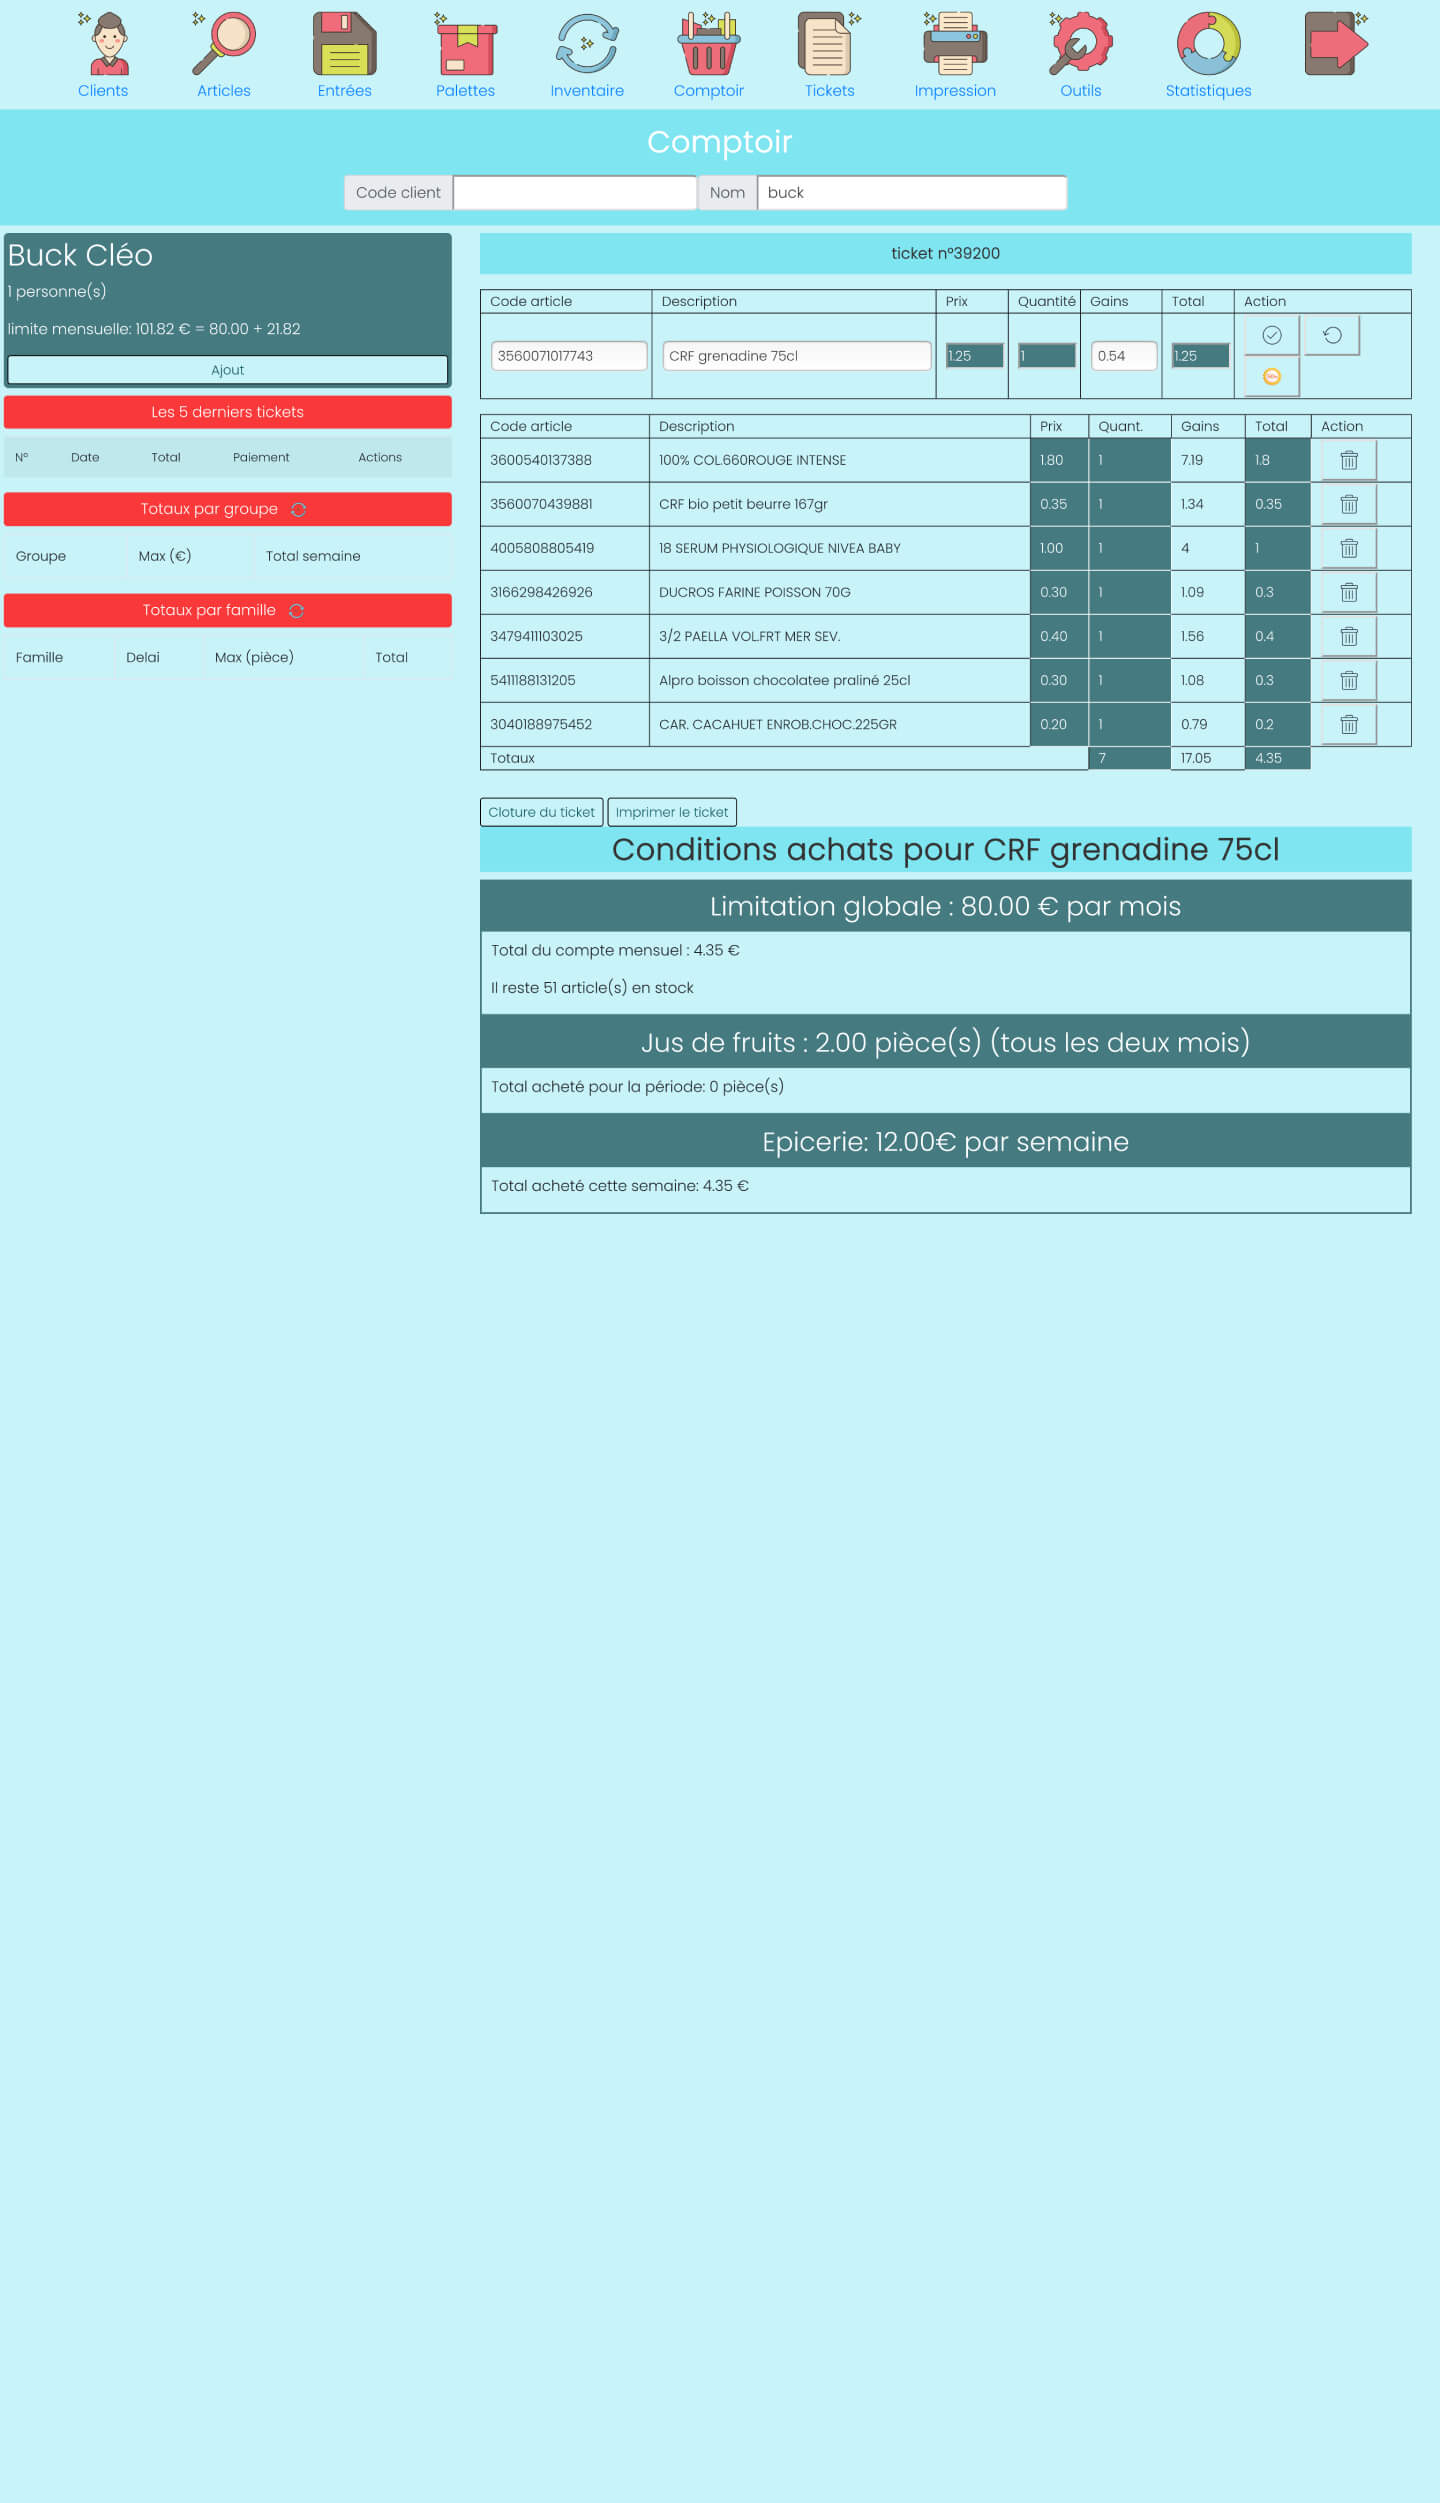 Clients Articles Entrées Palettes Inventaire Comptoir Tickets Impression Outils Statistiques
Comptoir
Code client Nom buck
Buck Cléo
1 personne(s)
limite mensuelle: 101.82 € = 80.00 + 21.82
Ajout
Les 5 derniers tickets
N° Date Total Paiement Actions
Totaux par groupe
Groupe Max (€) Total semaine
Totaux par famille
Famille Delai Max (pièce) Total
ticket n°39200
Code article Description Prix Quantité Gains Total Action
3560071017743 CRF grenadine 75cl 1.25 1 0.54 1.25
Code article Description Prix Quant. Gains Total Action
3600540137388 100% COL.660ROUGE INTENSE 1.80 1 7.19 1.8
3560070439881 CRF bio petit beurre 167gr 0.35 1 1.34 0.35
4005808805419 18 SERUM PHYSIOLOGIQUE NIVEA BABY 1.00 1 4 1
3166298426926 DUCROS FARINE POISSON 70G 0.30 1 1.09 0.3
3479411103025 3/2 PAELLA VOL.FRT MER SEV. 0.40 1 1.56 0.4
5411188131205 Alpro boisson chocolatee praliné 25cl 0.30 1 1.08 0.3
3040188975452 CAR. CACAHUET ENROB.CHOC.225GR 0.20 1 0.79 0.2
Totaux 7 17.05 4.35
Cloture du ticket Imprimer le ticket
Conditions achats pour CRF grenadine 75cl
Limitation globale : 80.00 € par mois
Total du compte mensuel : 4.35 €
Il reste 51 article(s) en stock
Jus de fruits : 2.00 pièce(s) (tous les deux mois)
Total acheté pour la période: 0 pièce(s)
Epicerie: 12.00€ par semaine
Total acheté cette semaine: 4.35 €